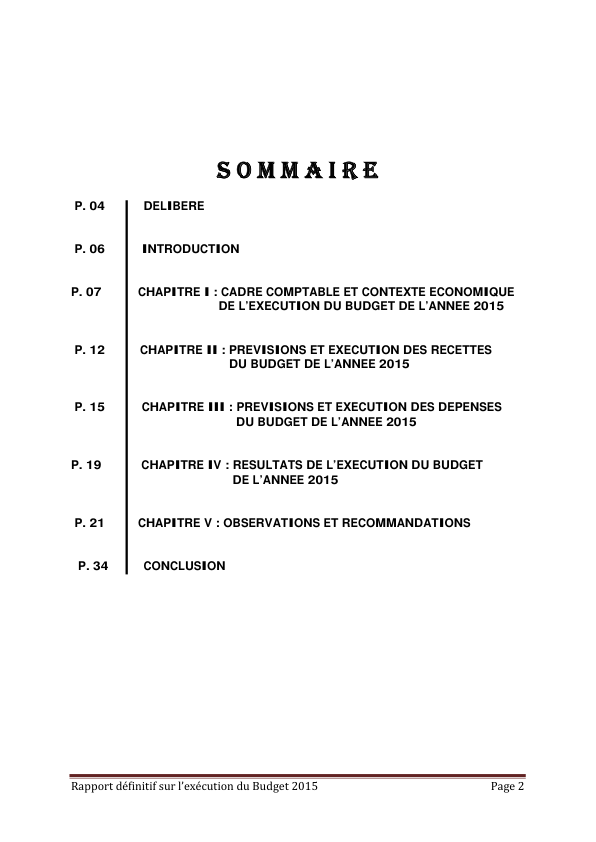 SOMMAIRE
P. 04 DELIBERE
P. 06 INTRODUCTION
P. 07 CHAPITRE I : CADRE COMPTABLE ET CONTEXTE ECONOMIQUE
DE L'EXECUTION DU BUDGET DE L'ANNEE 2015
P. 12 CHAPITRE II : PREVISIONS ET EXECUTION DES RECETTES
DU BUDGET DE L'ANNEE 2015
P. 15 CHAPITRE III : PREVISIONS ET EXECUTION DES DEPENSES
DU BUDGET DE L'ANNEE 2015
P. 19 CHAPITRE IV : RESULTATS DE L'EXECUTION DU BUDGET
DE L'ANNEE 2015
P. 21 CHAPITRE V : OBSERVATIONS ET RECOMMANDATIONS
P. 34 CONCLUSION
Rapport définitif sur l'exécution du Budget 2015 Page 2